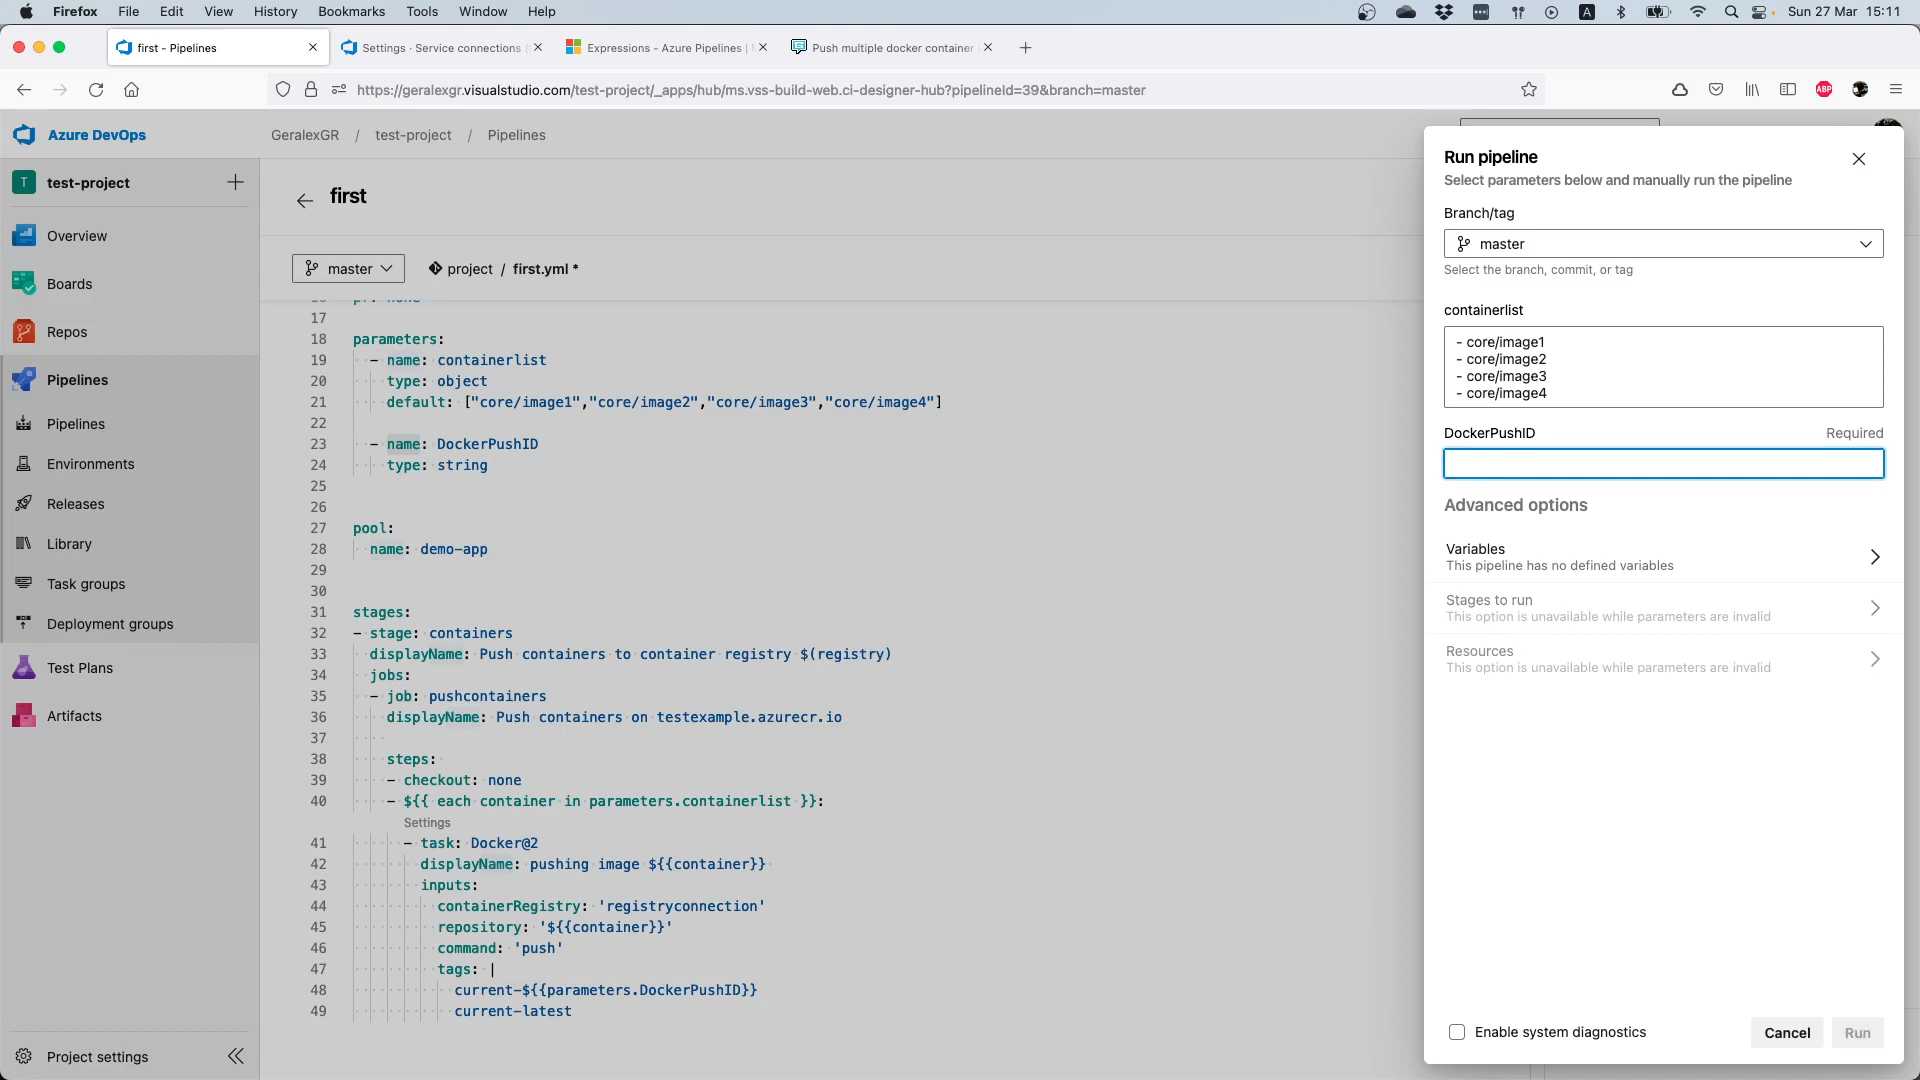 Firefox File Edit View History Bookmarks Tools Window Help A Sun 27 Mar 15:11
first - Pipelines
Settings · Service connections
Expressions - Azure Pipelines |
Push multiple docker container
https://geralexgr.visualstudio.com/test-project/_apps/hub/ms.vss-build-web.ci-designer-hub?pipelineId=39&branch=master
ABP
Azure DevOps
GeralexGR / test-project / Pipelines
T test-project
Overview
Boards
Repos
Pipelines
Pipelines
Environments
Releases
Library
Task groups
Deployment groups
Test Plans
Artifacts
Project settings
first
master
project / first.yml *
17
18 parameters:
19 - name: containerlist
20 type: object
21 default: ["core/image1","core/image2","core/image3","core/image4"]
22
23 - name: DockerPushID
24 type: string
25
26
27 pool:
28 name: demo-app
29
30
31 stages:
32 - stage: containers
33 displayName: Push containers to container registry $(registry)
34 jobs:
35 - job: pushcontainers
36 displayName: Push containers on testexample.azurecr.io
37
38 steps:
39 - checkout: none
40 - ${{ each container in parameters.containerlist }}:
Settings
41 - task: Docker@2
42 displayName: pushing image ${{container}}
43 inputs:
44 containerRegistry: 'registryconnection'
45 repository: '${{container}}'
46 command: 'push'
47 tags: |
48 current-${{parameters.DockerPushID}}
49 current-latest
Run pipeline
Select parameters below and manually run the pipeline
Branch/tag
master
Select the branch, commit, or tag
containerlist
- core/image1
- core/image2
- core/image3
- core/image4
DockerPushID Required
Advanced options
Variables
This pipeline has no defined variables
Stages to run
This option is unavailable while parameters are invalid
Resources
This option is unavailable while parameters are invalid
Enable system diagnostics
Cancel
Run